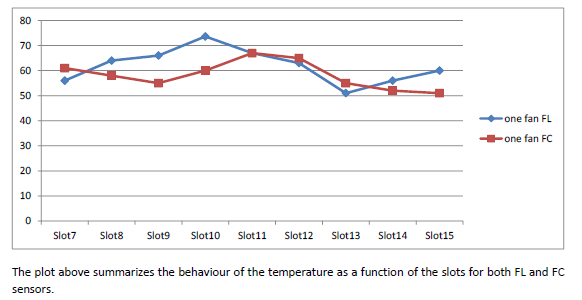 80
70
60
50
40
30
20
10
0
Slot7 Slot8 Slot9 Slot10 Slot11 Slot12 Slot13 Slot14 Slot15
one fan FL
one fan FC
The plot above summarizes the behaviour of the temperature as a function of the slots for both FL and FC
sensors.